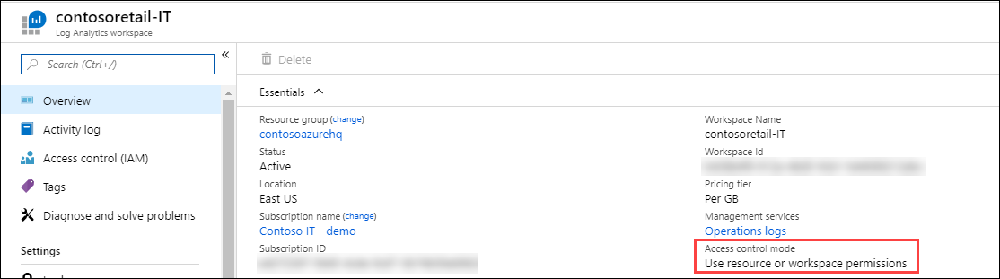 contosoretail-IT
Log Analytics workspace
Search (Ctrl+/)
«
Overview
Activity log
Access control (IAM)
Tags
Diagnose and solve problems
Settings
Delete
Essentials
Resource group (change)
contosoazurehq
Status
Active
Location
East US
Subscription name (change)
Contoso IT - demo
Subscription ID
Workspace Name
contosoretail-IT
Workspace Id
Pricing tier
Per GB
Management services
Operations logs
Access control mode
Use resource or workspace permissions